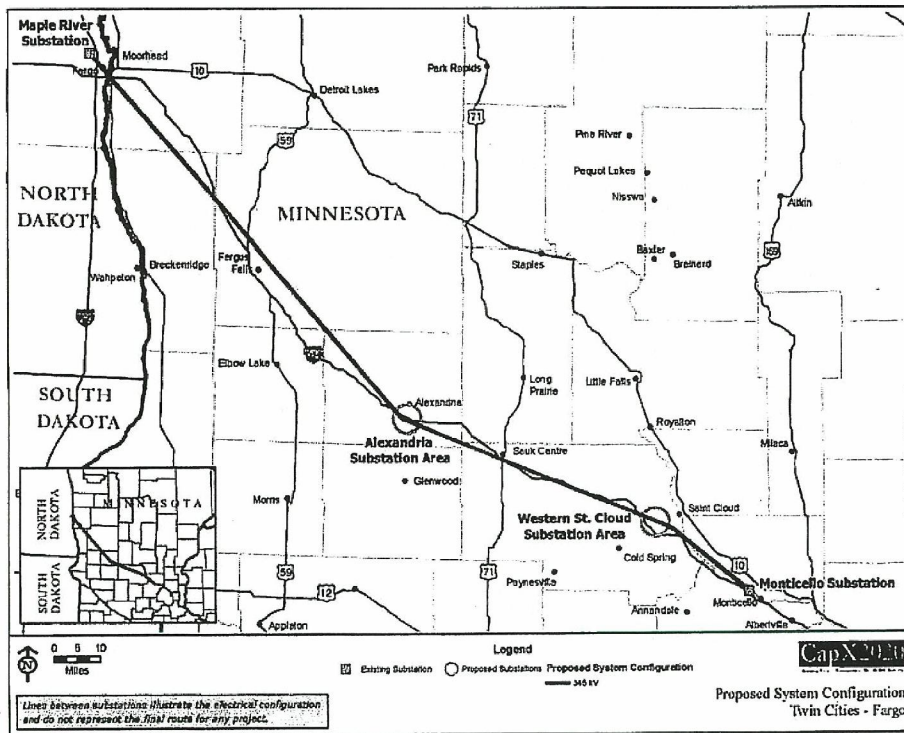 Maple River
Substation
Moorhead
Fargo
10
Park Rapids
Detroit Lakes
71
59
Pine River
Pequot Lakes
NORTH
DAKOTA
MINNESOTA
Nisswa
Aitkin
169
Baxter
Brainerd
Staples
Breckenridge
Wahpeton
Fergus
Falls
Elbow Lake
Long
Prairie
Little Falls
SOUTH
DAKOTA
Alexandria
Alexandria
Substation Area
Royalton
Milaca
Sauk Centre
Glenwood
Morris
Western St. Cloud
Substation Area
Saint Cloud
Cold Spring
NORTH
DAKOTA
MINNESOTA
SOUTH
DAKOTA
59
12
71
Paynesville
10
Monticello Substation
Monticello
Annandale
Albertville
Appleton
N
0 5 10
Miles
Legend
Existing Substation
Proposed Substations
Proposed System Configuration
345 kV
CapX2020
Lines between substations illustrate the electrical configuration
and do not represent the final route for any project.
Proposed System Configuration
Twin Cities - Fargo